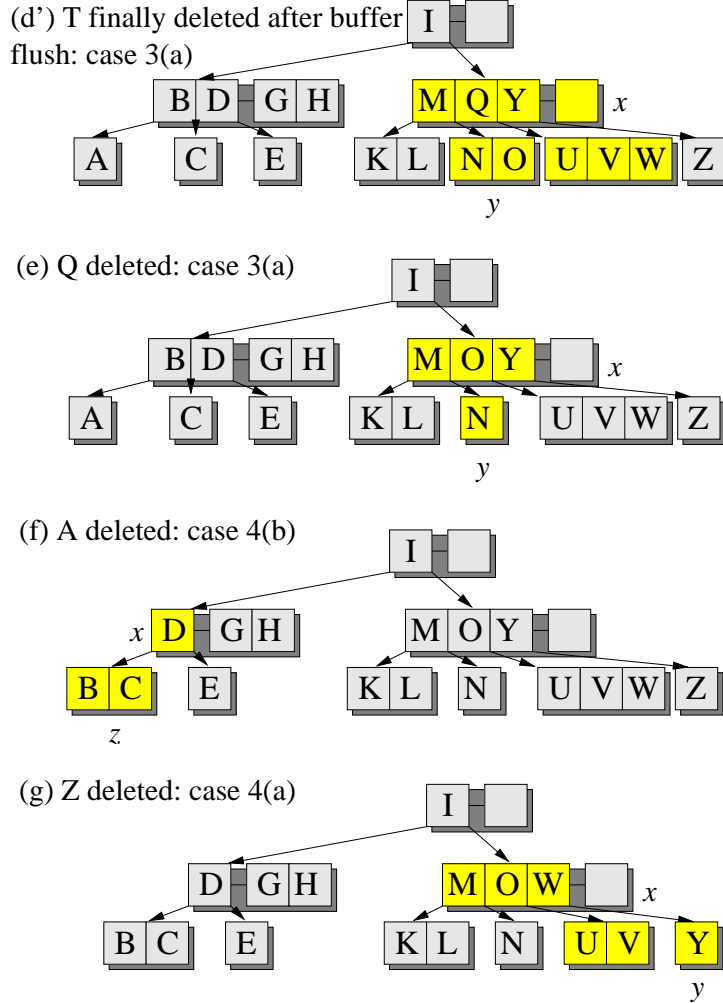 (d’) T finally deleted after buffer
flush: case 3(a)
I
B D G H M Q Y x
A C E K L N O U V W Z
y
(e) Q deleted: case 3(a)
I
B D G H M O Y x
A C E K L N U V W Z
y
(f) A deleted: case 4(b)
I
x D G H M O Y
B C E K L N U V W Z
z
(g) Z deleted: case 4(a)
I
D G H M O W x
B C E K L N U V Y
y